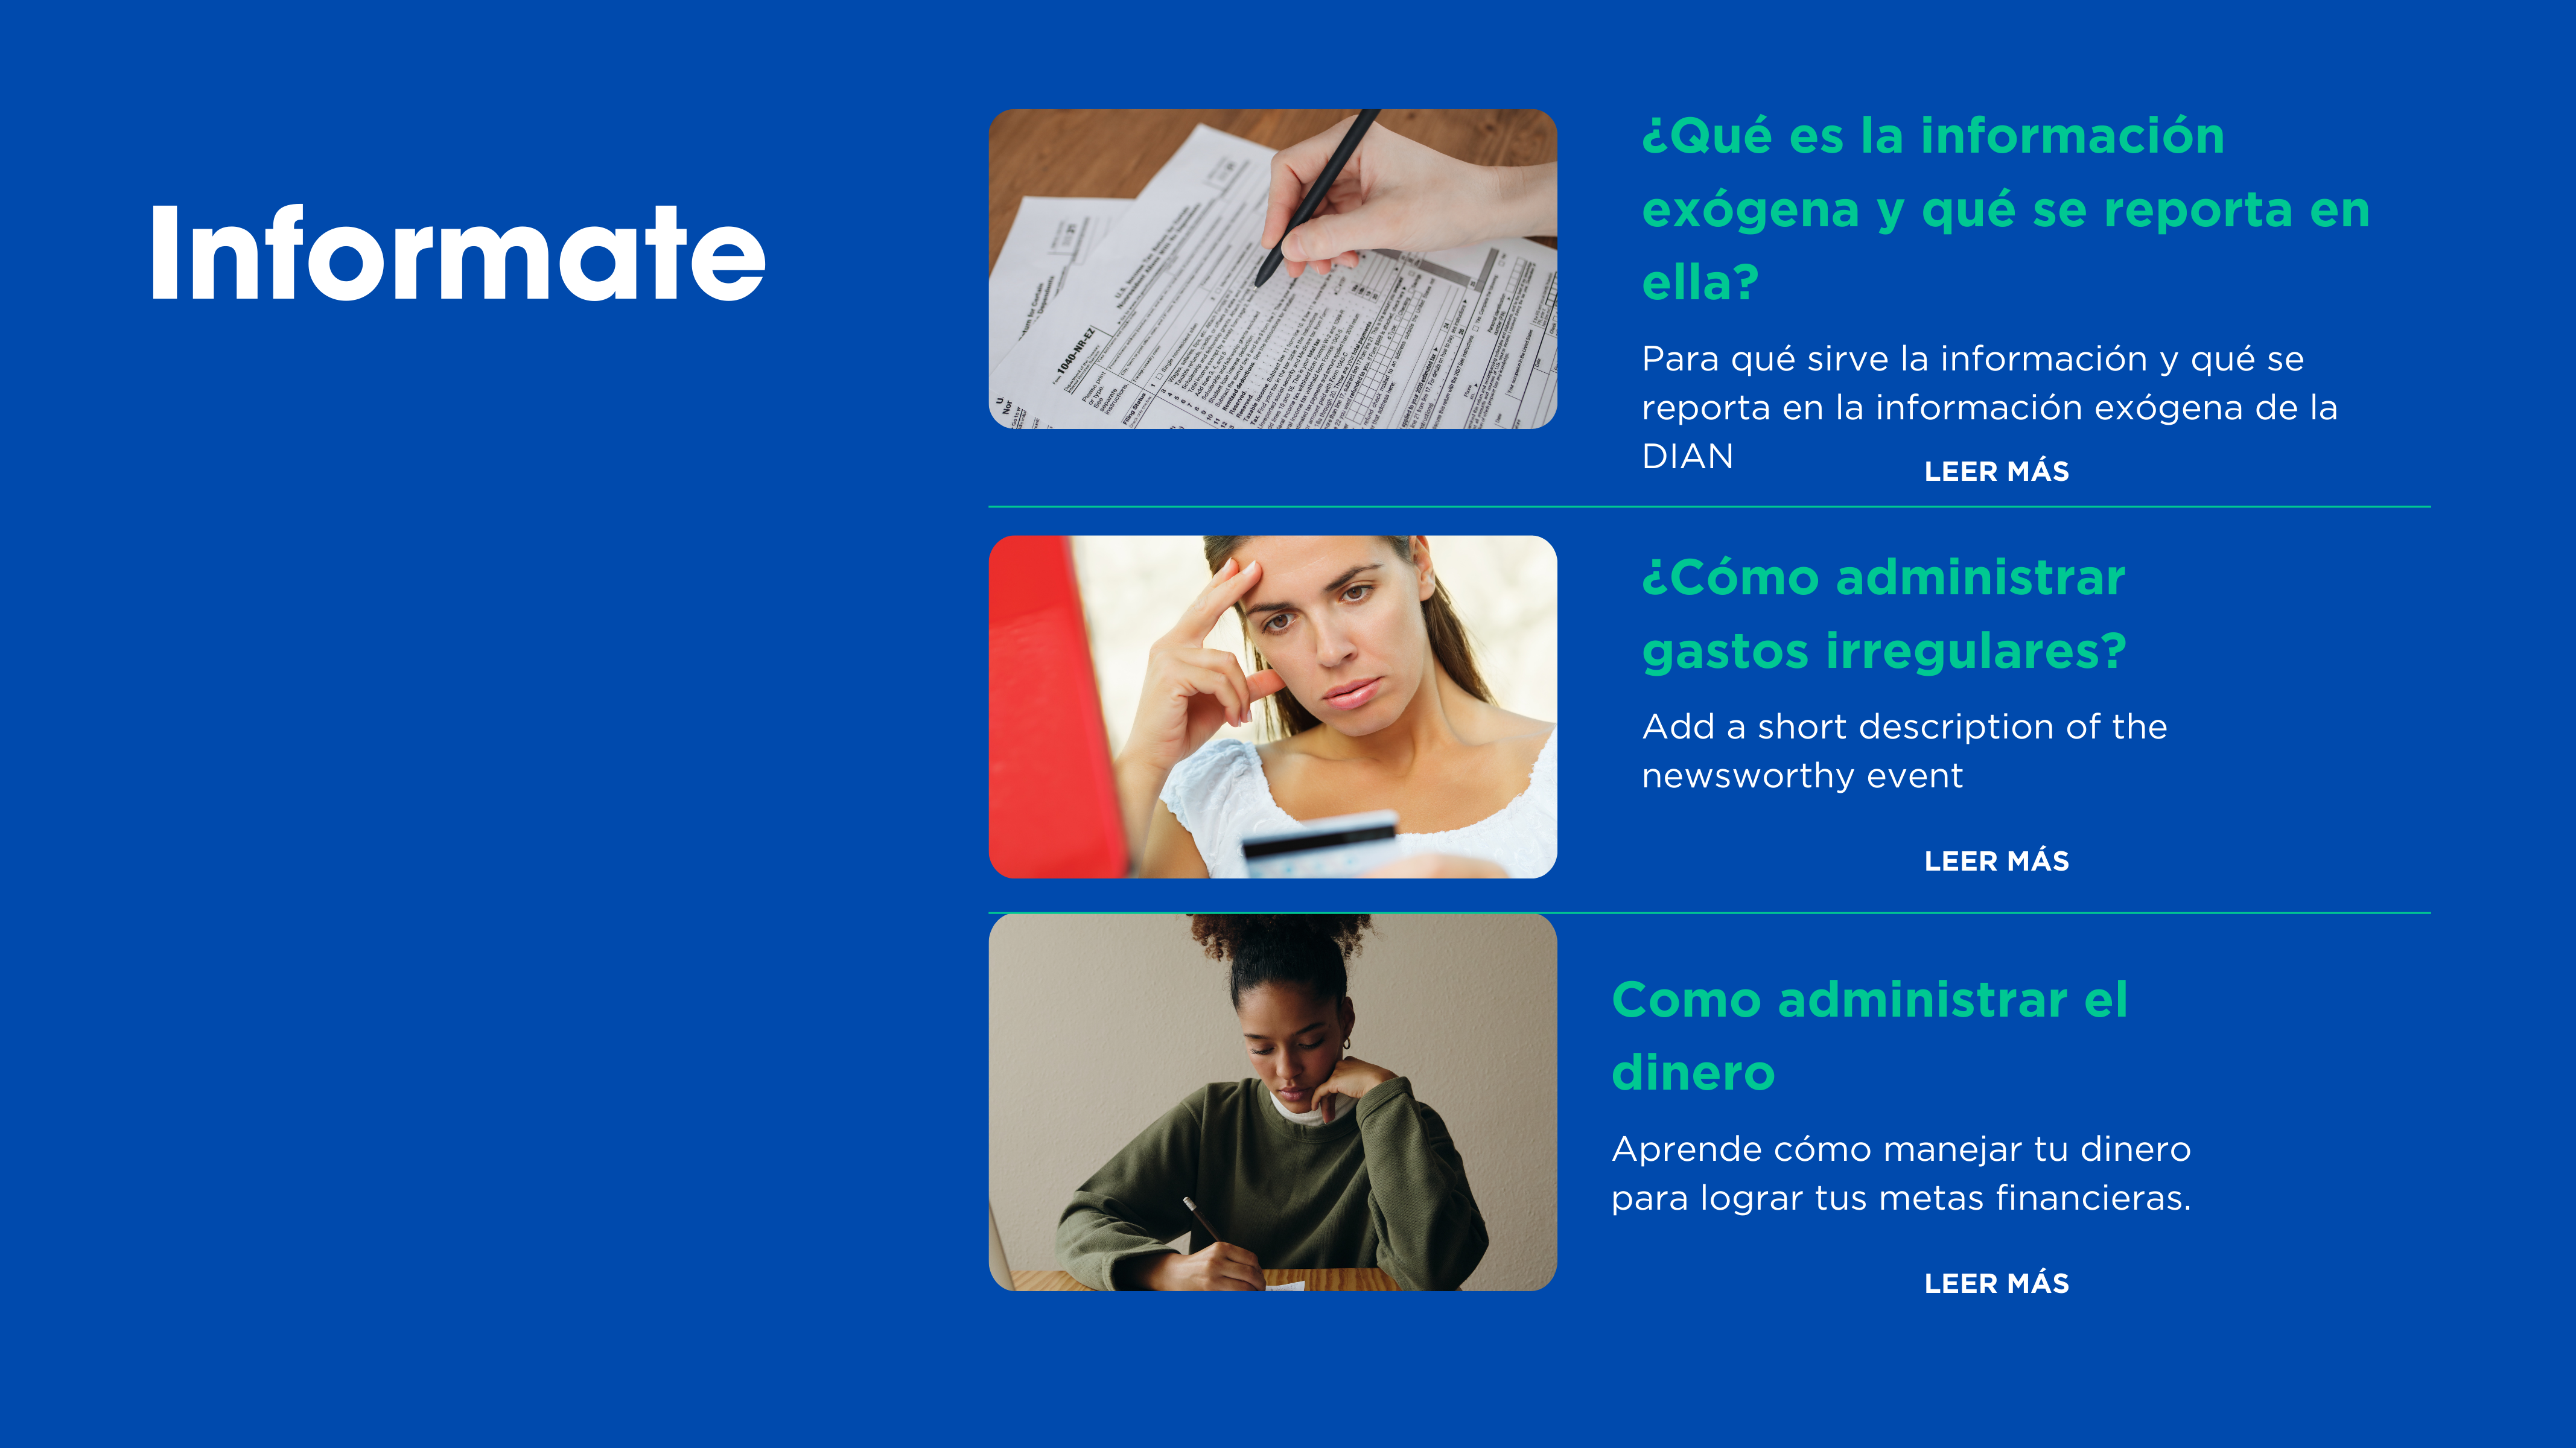 Informate
¿Qué es la información
exógena y qué se reporta en
ella?
Para qué sirve la información y qué se
reporta en la información exógena de la
DIAN
LEER MÁS
1040-NR-EZ
¿Cómo administrar
gastos irregulares?
Add a short description of the
newsworthy event
LEER MÁS
Como administrar el
dinero
Aprende cómo manejar tu dinero
para lograr tus metas financieras.
LEER MÁS